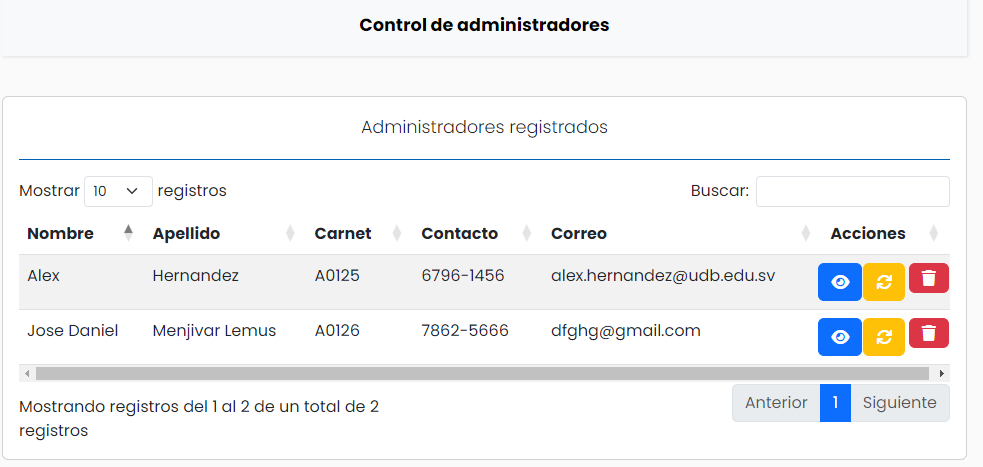 Control de administradores
Administradores registrados
Mostrar 10 registros Buscar:
Nombre Apellido Carnet Contacto Correo Acciones
Alex Hernandez A0125 6796-1456 alex.hernandez@udb.edu.sv
Jose Daniel Menjivar Lemus A0126 7862-5666 dfghg@gmail.com
Mostrando registros del 1 al 2 de un total de 2
registros
Anterior 1 Siguiente